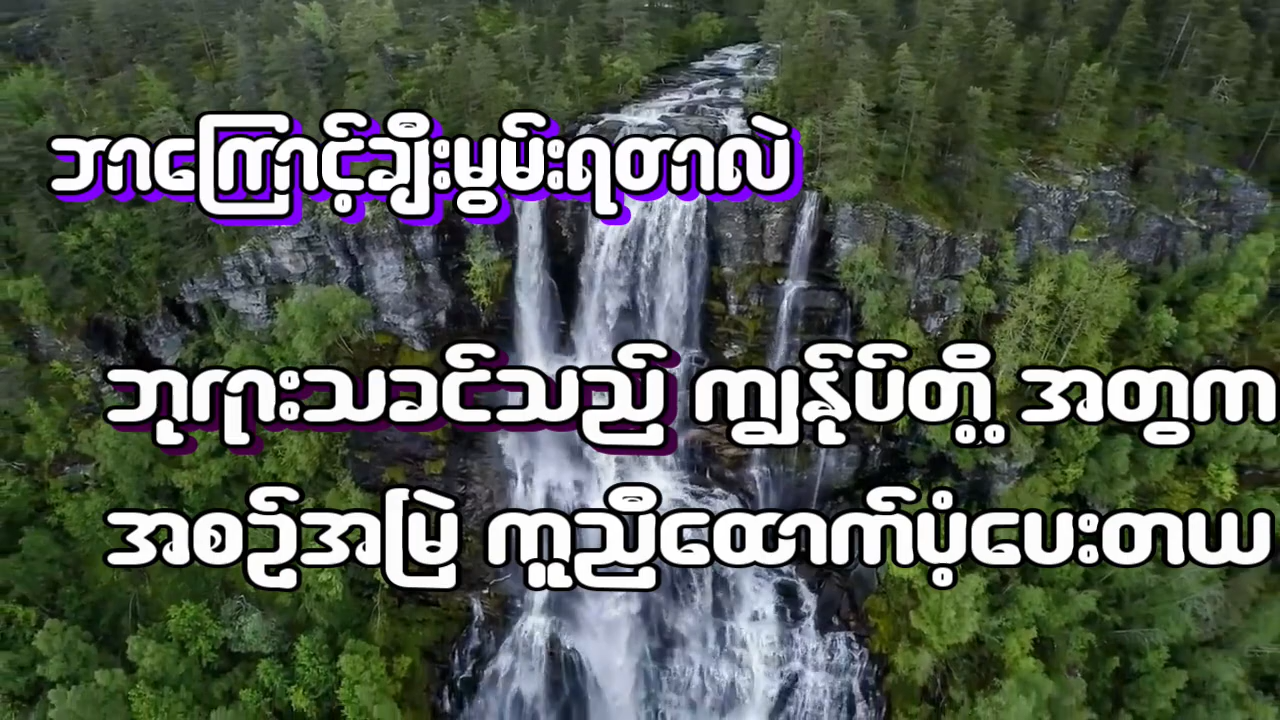 ဘာကြောင့်ချီးမွမ်းရတာလဲ
ဘုရားသခင်သည် ကျွန်ုပ်တို့ အတွက
အစဉ်အမြဲ ကူညီထောက်ပံ့ပေးတယ